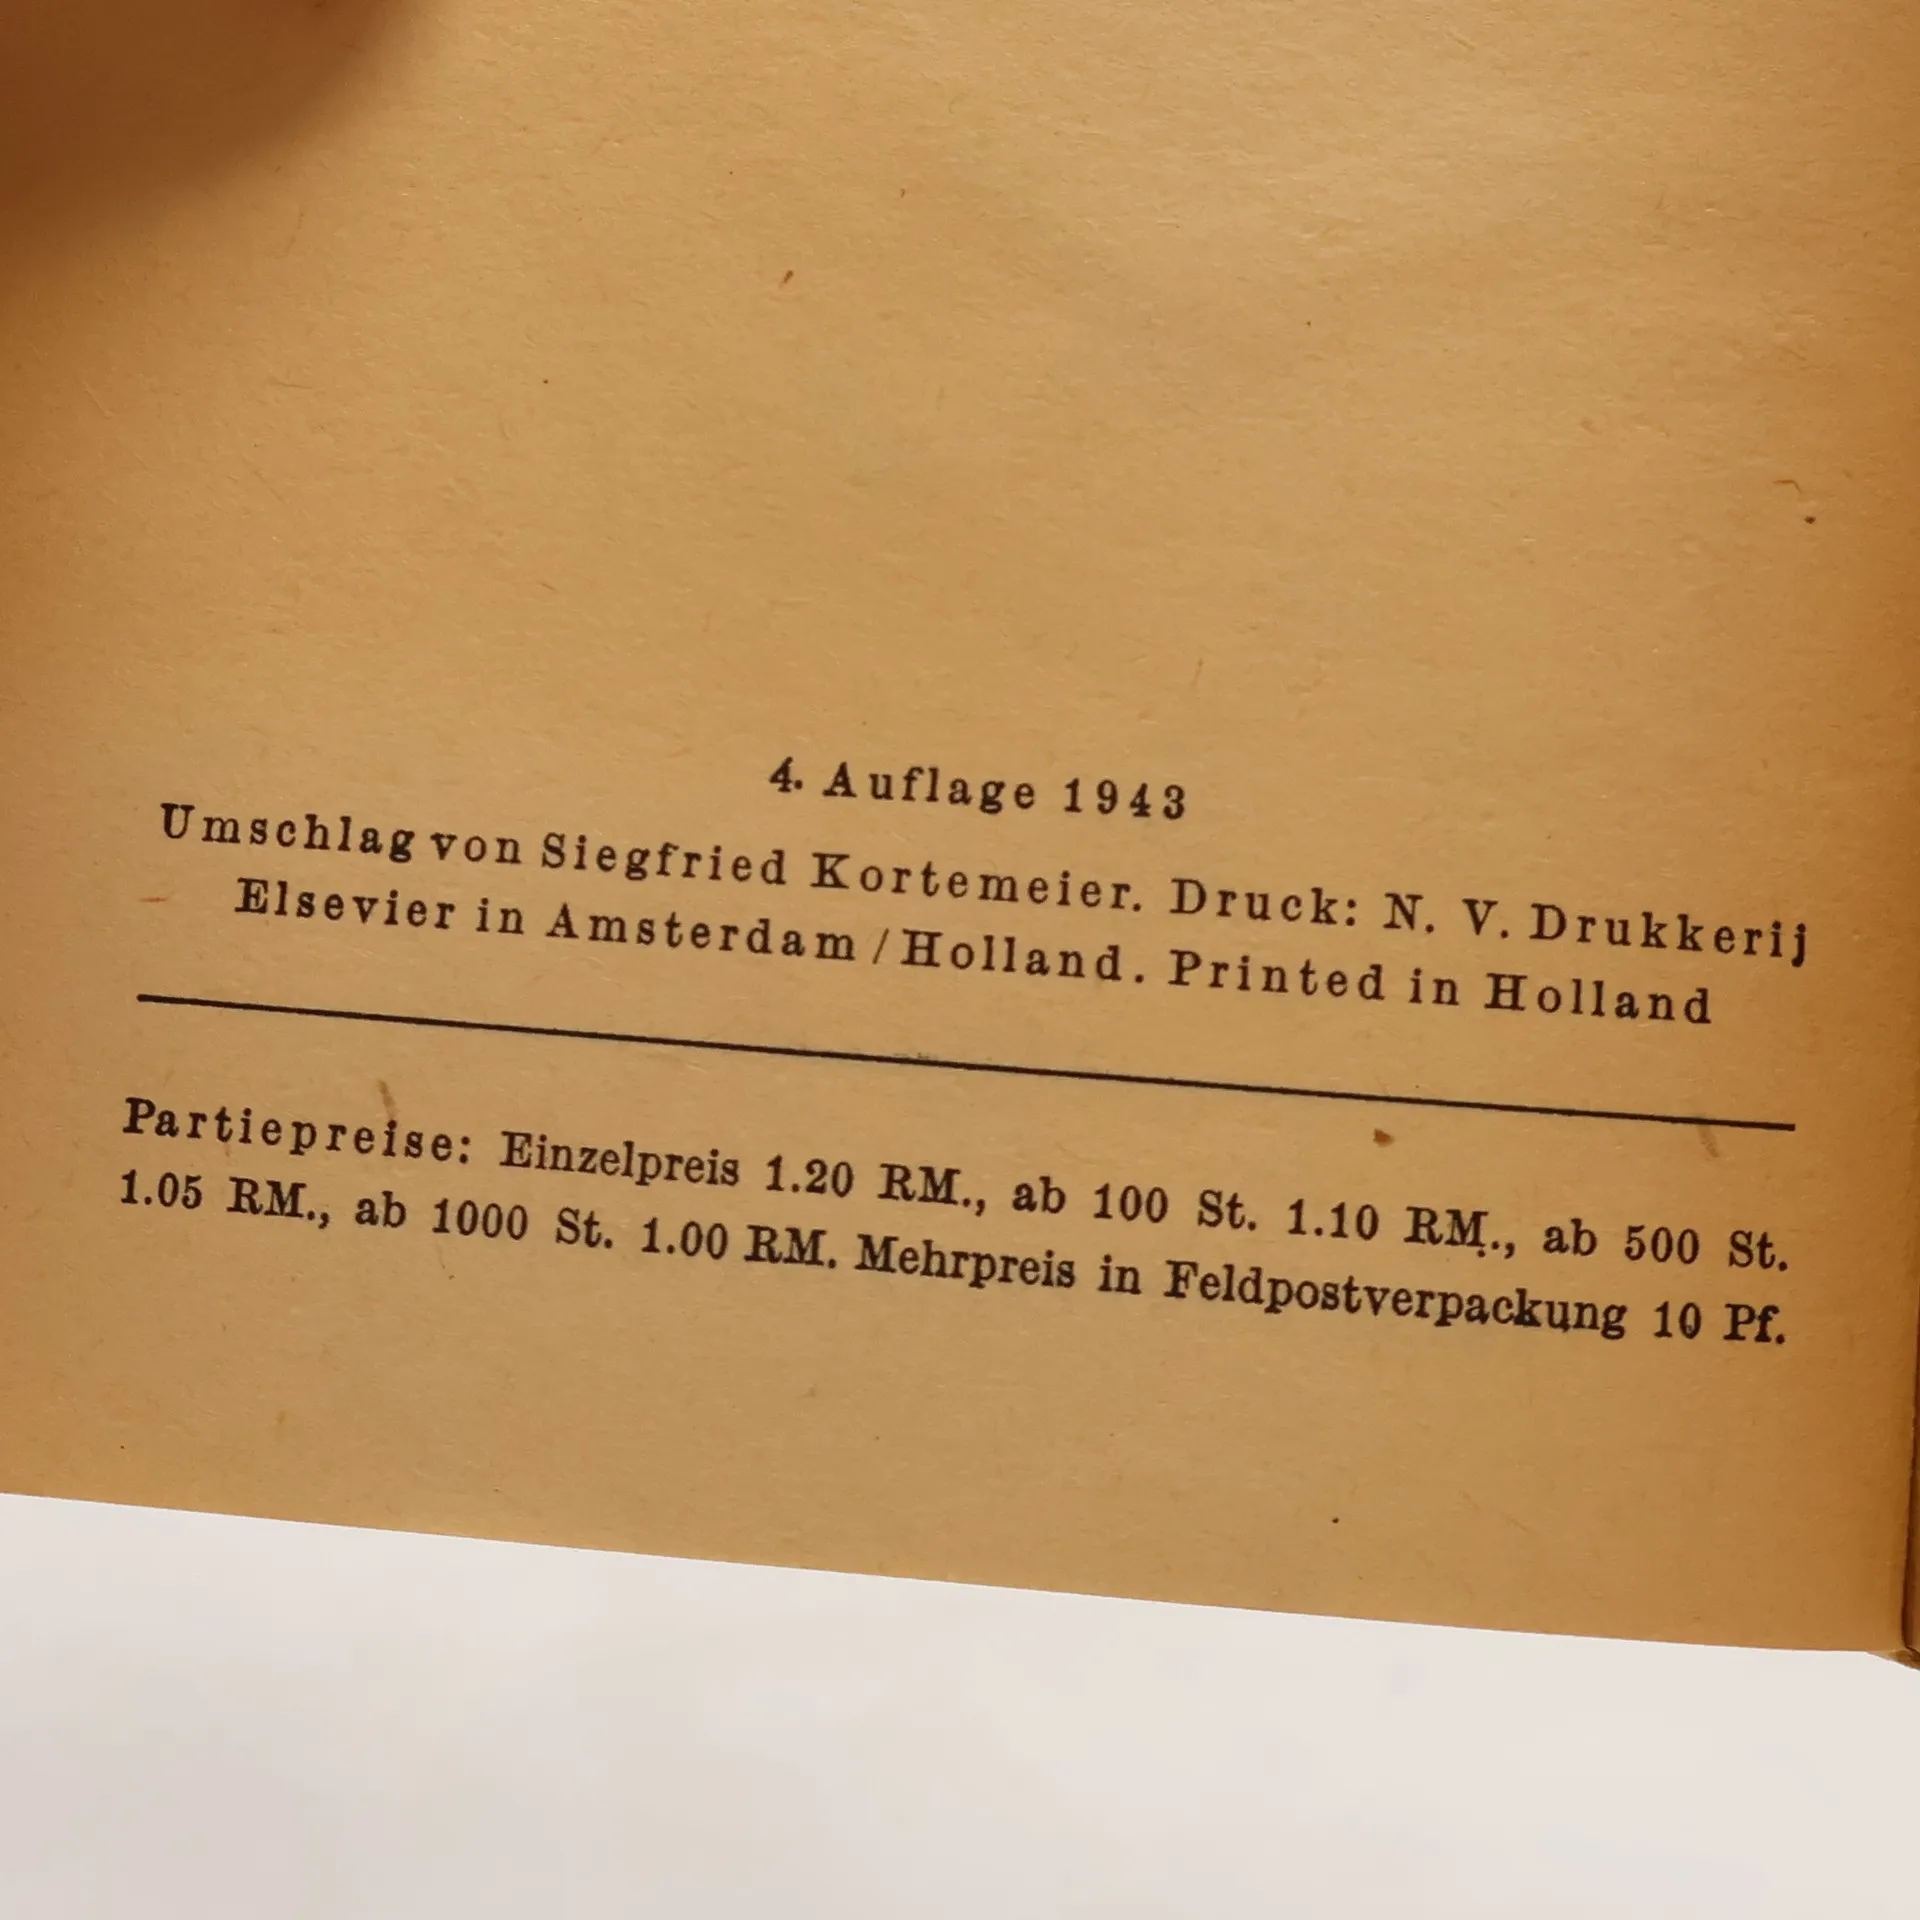 4. Auflage 1943
Umschlag von Siegfried Kortemeier. Druck: N. V. Drukkerij
Elsevier in Amsterdam / Holland. Printed in Holland
Partiepreise: Einzelpreis 1.20 RM., ab 100 St. 1.10 RM., ab 500 St.
1.05 RM., ab 1000 St. 1.00 RM. Mehrpreis in Feldpostverpackung 10 Pf.